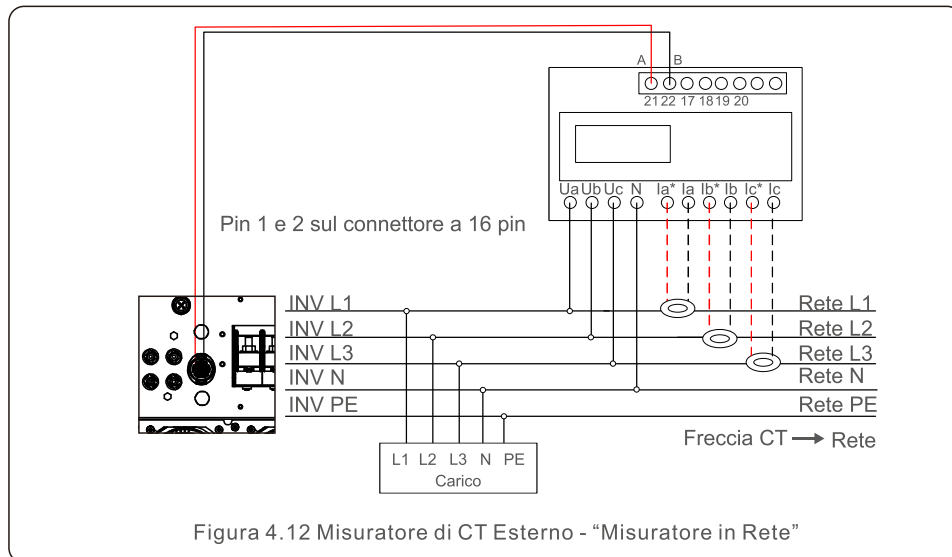 A B
21 22 17 18 19 20
Ua Ub Uc N Ia* Ia Ib* Ib Ic* Ic
Pin 1 e 2 sul connettore a 16 pin
INV L1 Rete L1
INV L2 Rete L2
INV L3 Rete L3
INV N Rete N
INV PE Rete PE
Freccia CT → Rete
L1 L2 L3 N PE
Carico
Figura 4.12 Misuratore di CT Esterno - “Misuratore in Rete”